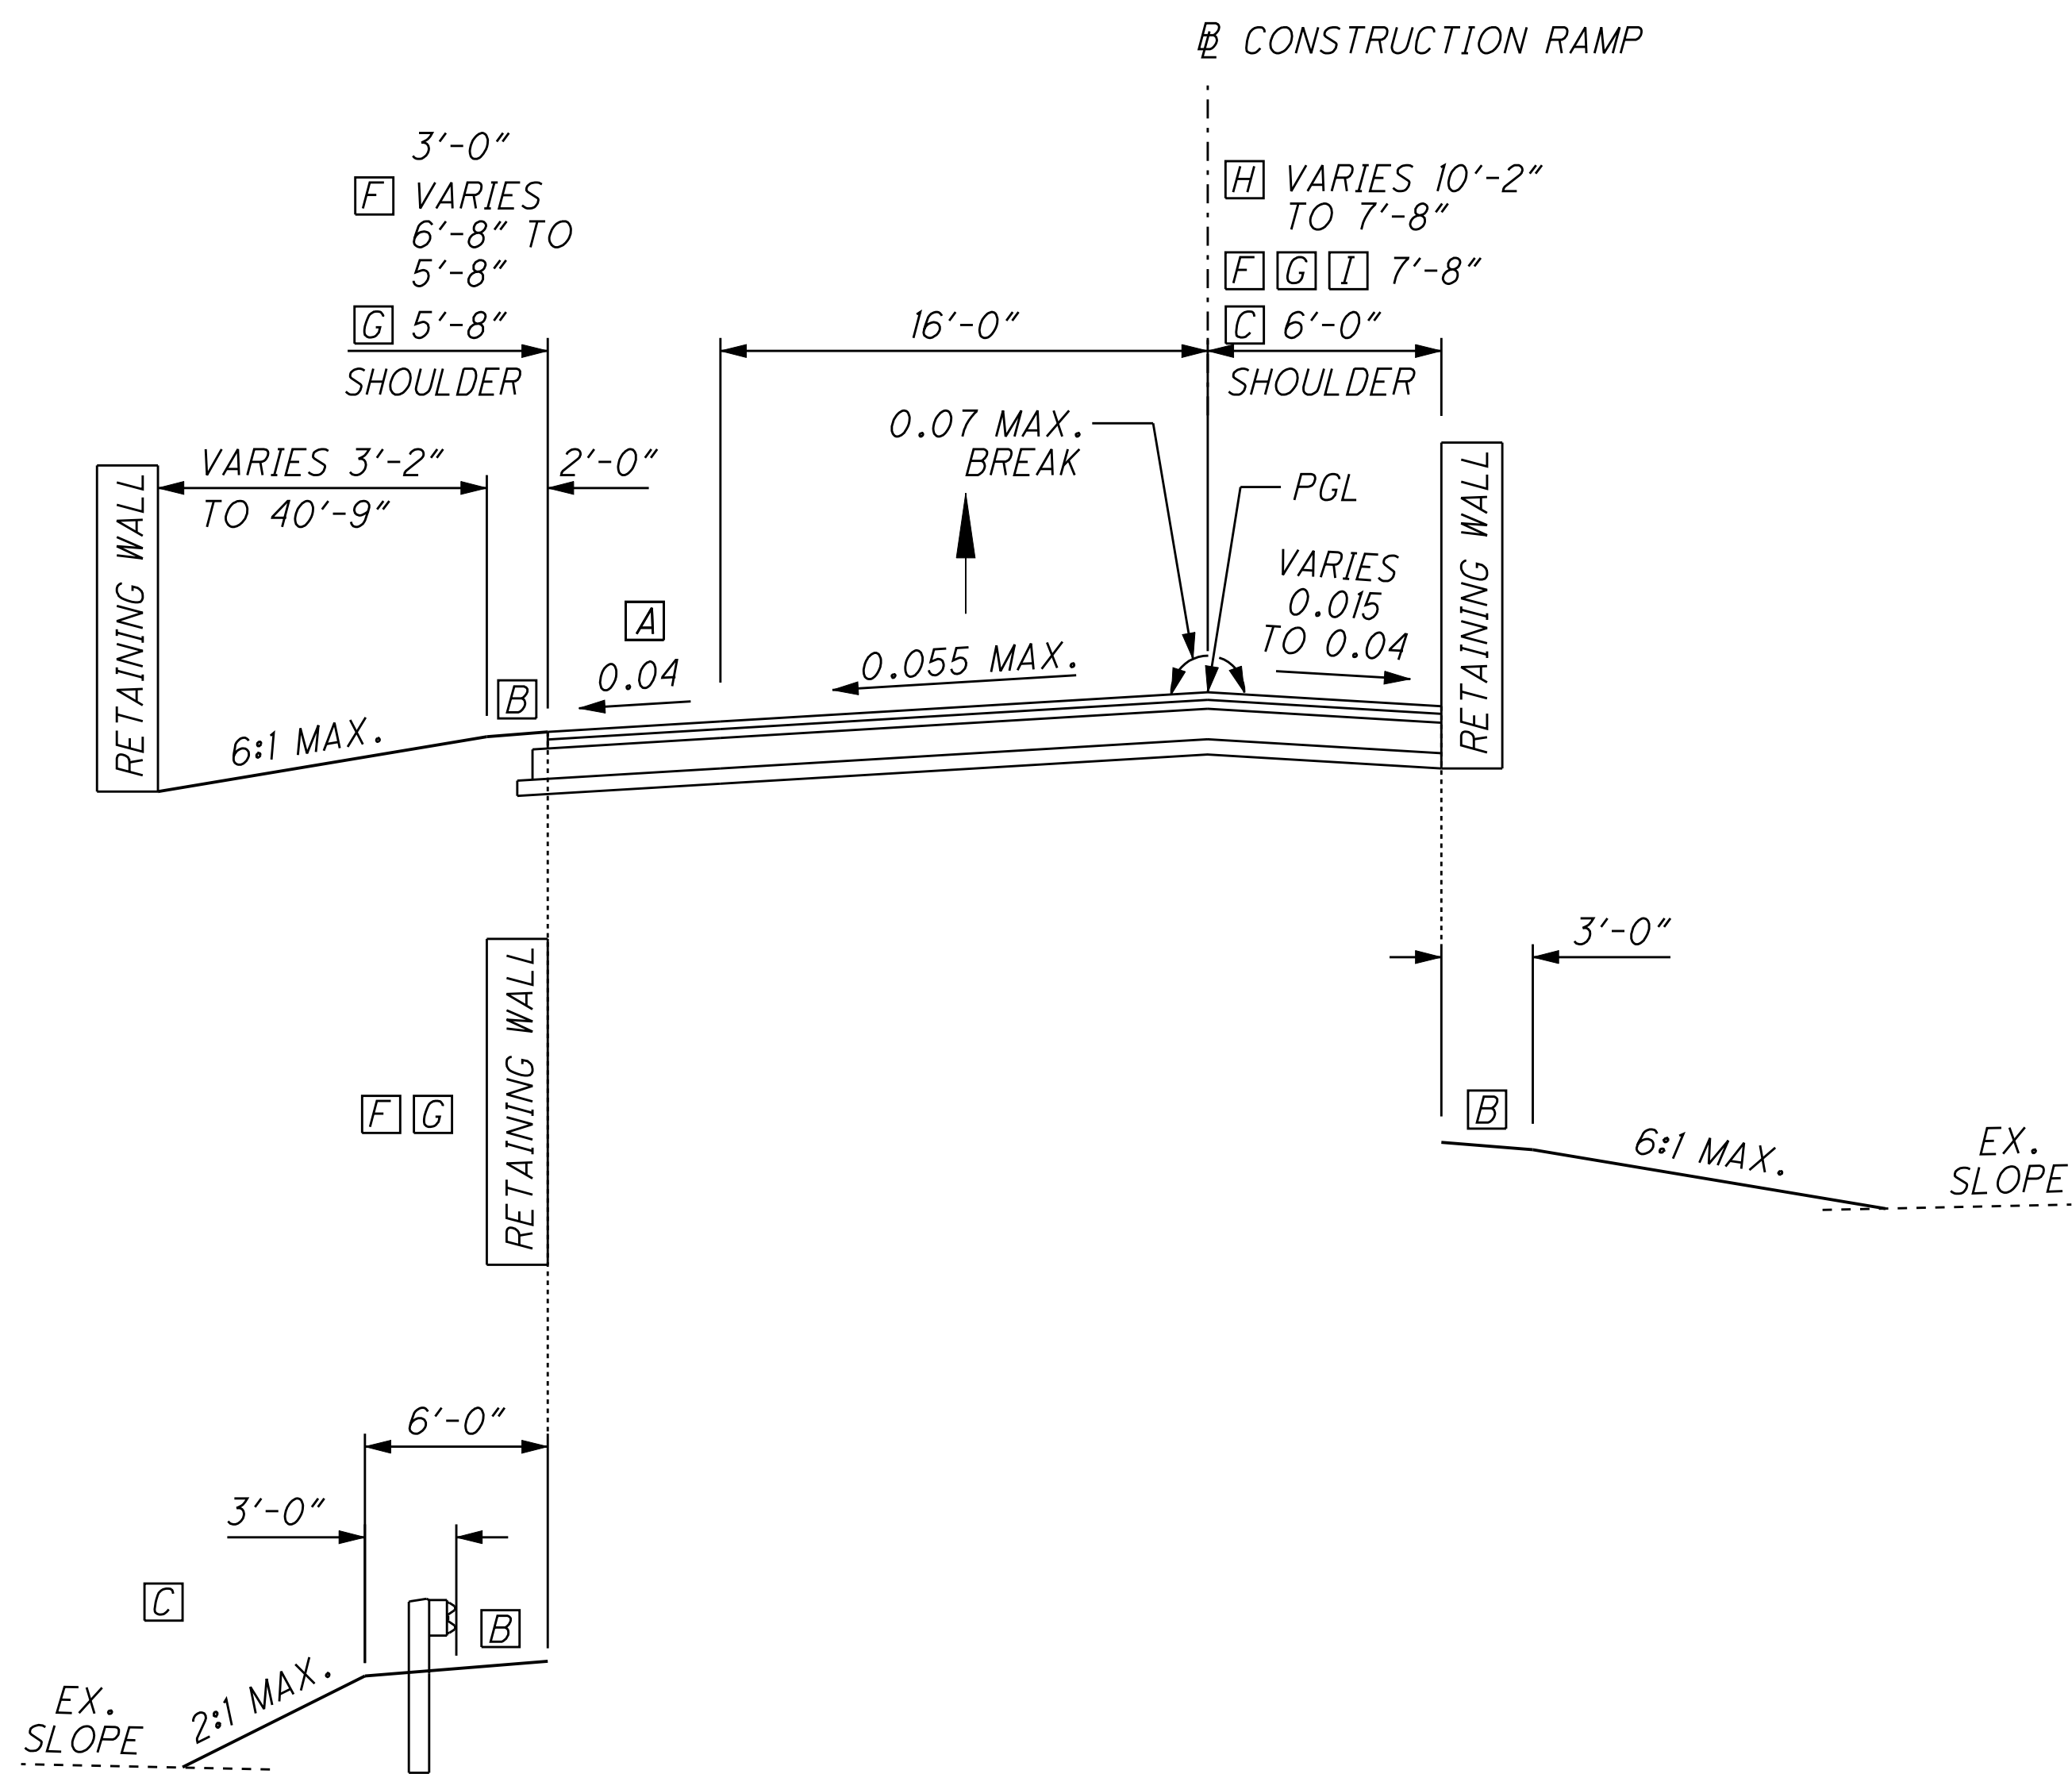 ℄ CONSTRUCTION RAMP
3'-0"
F VARIES
6'-8" TO
5'-8"
G 5'-8"
SHOULDER
H VARIES 10'-2"
TO 7'-8"
F G I 7'-8"
16'-0"
C 6'-0"
SHOULDER
VARIES 3'-2"
TO 40'-9"
2'-0"
0.07 MAX.
BREAK
PGL
VARIES
0.015
TO 0.04
RETAINING WALL
RETAINING WALL
A
0.04
0.055 MAX.
B
6:1 MAX.
3'-0"
RETAINING WALL
F G
B
6:1 MAX.
EX.
SLOPE
6'-0"
3'-0"
C
B
2:1 MAX.
EX.
SLOPE